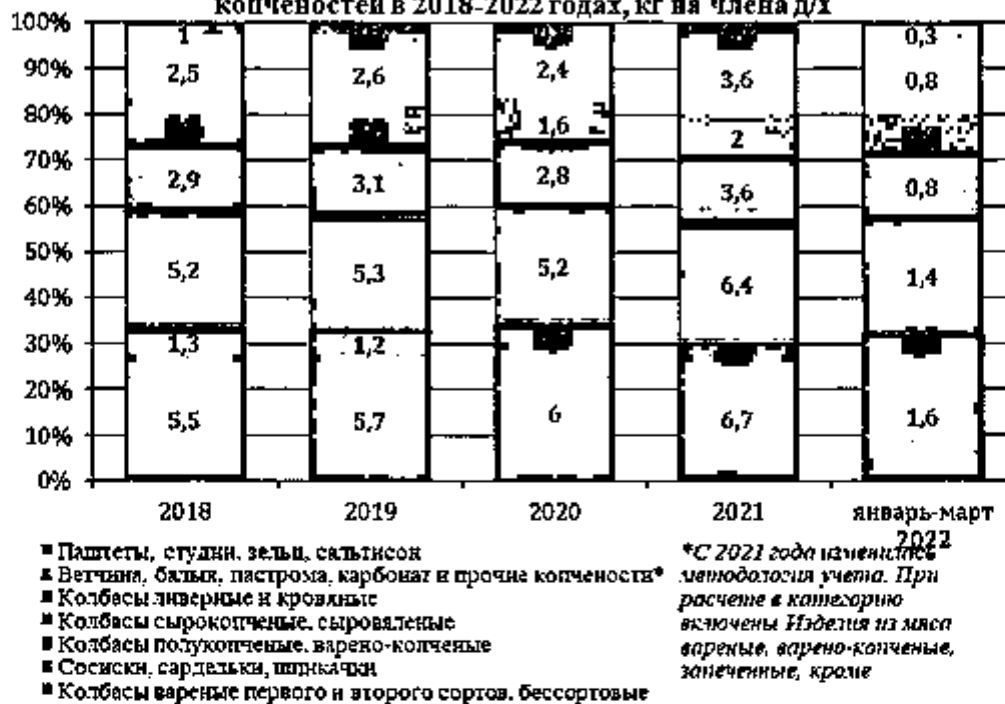 копченостей в 2018-2022 годах, кг на члена д/х
100%
90%
80%
70%
60%
50%
40%
30%
20%
10%
0%
1
2,5
2,9
5,2
1,3
5,5
2,6
3,1
5,3
1,2
5,7
2,4
1,6
2,8
5,2
6
3,6
2
3,6
6,4
6,7
0,3
0,8
0,8
1,4
1,6
2018
2019
2020
2021
январь-март
2022
Паштеты, студни, зельц, сальтисон
Ветчина, балык, пастрома, карбонат и прочие копчености*
Колбасы ливерные и кровяные
Колбасы сырокопченые, сыровяленые
Колбасы полукопченые, варено-копченые
Сосиски, сардельки, шпикачки
Колбасы вареные первого и второго сортов, бессортовые
*С 2021 года изменилась
методология учета. При
расчете в категорию
включены Изделия из мяса
вареные, варено-копченые,
запеченные, кроме